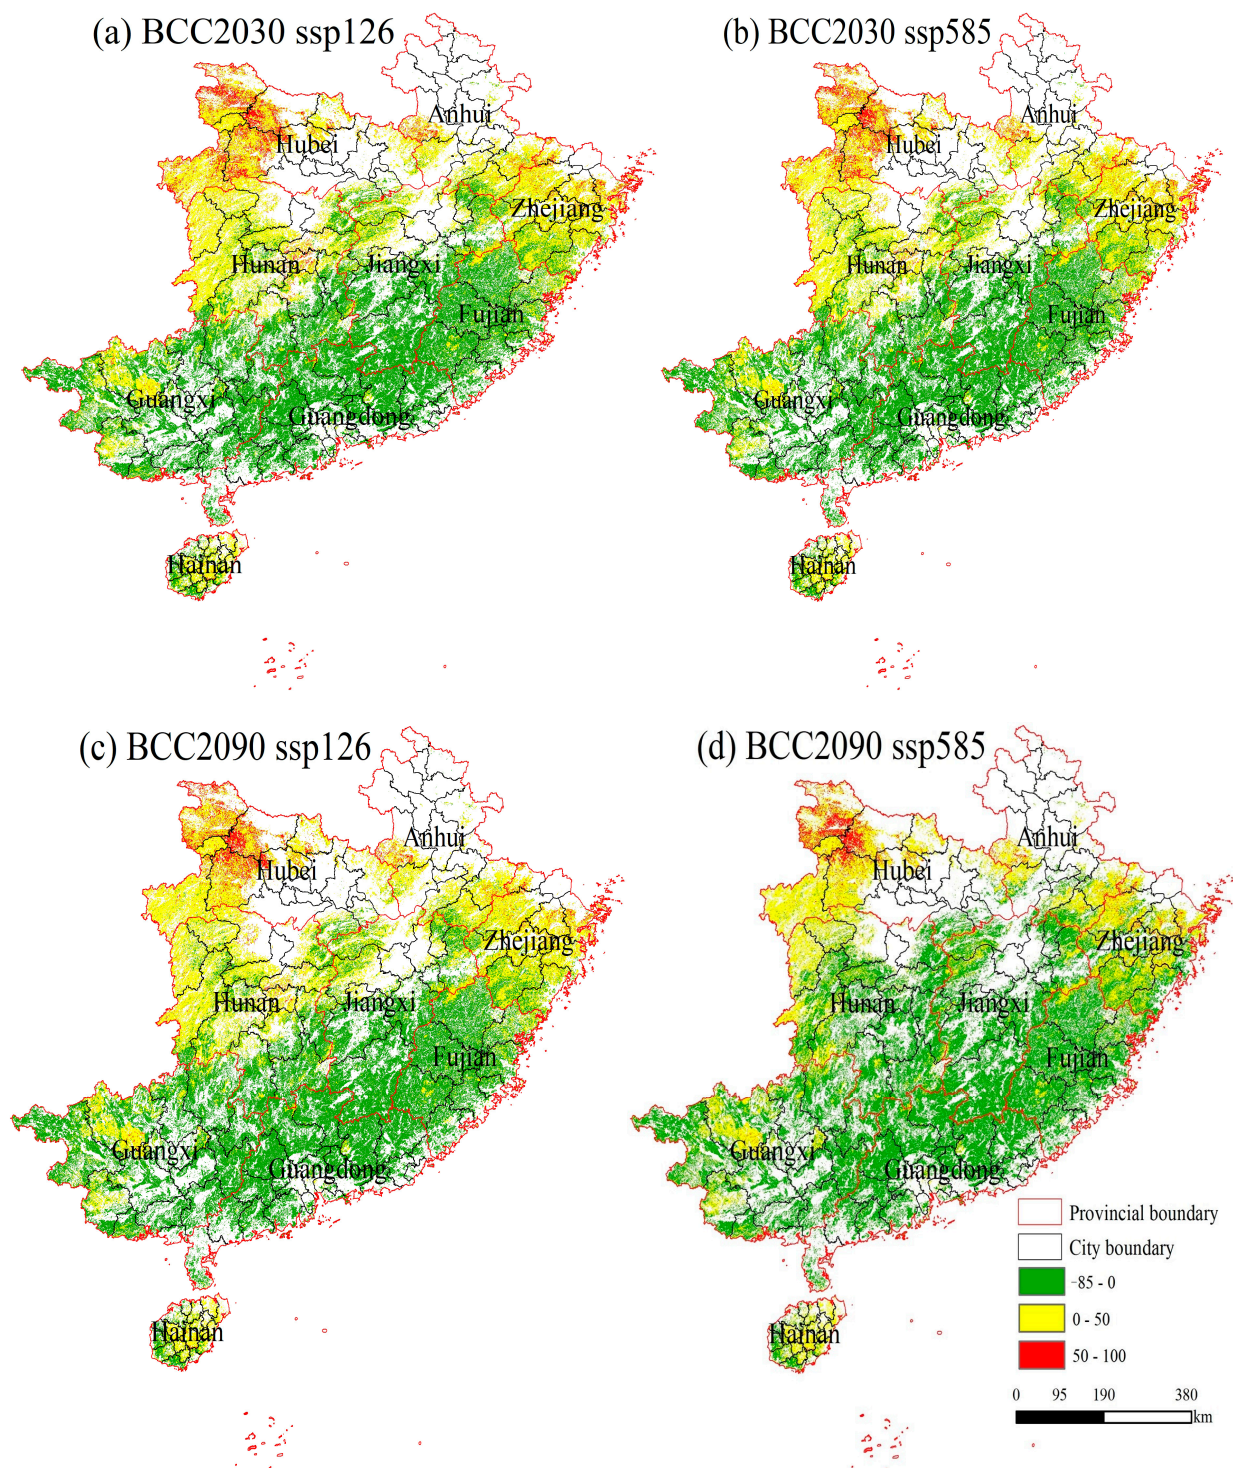 (a) BCC2030 ssp126
(b) BCC2030 ssp585
Anhui
Hubei
Zhejiang
Hunan
Jiangxi
Fujian
Guangxi
Guangdong
Hainan
Anhui
Hubei
Zhejiang
Hunan
Jiangxi
Fujian
Guangxi
Guangdong
Hainan
(c) BCC2090 ssp126
(d) BCC2090 ssp585
Anhui
Hubei
Zhejiang
Hunan
Jiangxi
Fujian
Guangxi
Guangdong
Hainan
Anhui
Hubei
Zhejiang
Hunan
Jiangxi
Fujian
Guangxi
Guangdong
Hainan
Provincial boundary
City boundary
-85 - 0
0 - 50
50 - 100
0 95 190 380
km